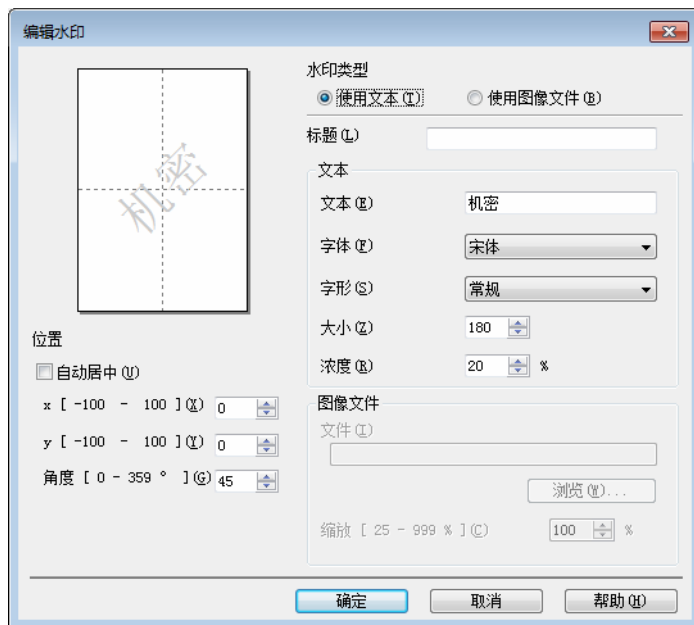 编辑水印
机密
水印类型
使用文本(T) 使用图像文件(B)
标题(L)
文本
文本(E) 机密
字体(F) 宋体
字形(S) 常规
大小(Z) 180
浓度(R) 20 %
位置
自动居中(U)
x [ -100 - 100 ](X) 0
y [ -100 - 100 ](Y) 0
角度 [ 0 - 359 ° ](G) 45
图像文件
文件(I)
浏览(W)...
缩放 [ 25 - 999 % ](C) 100 %
确定 取消 帮助(H)